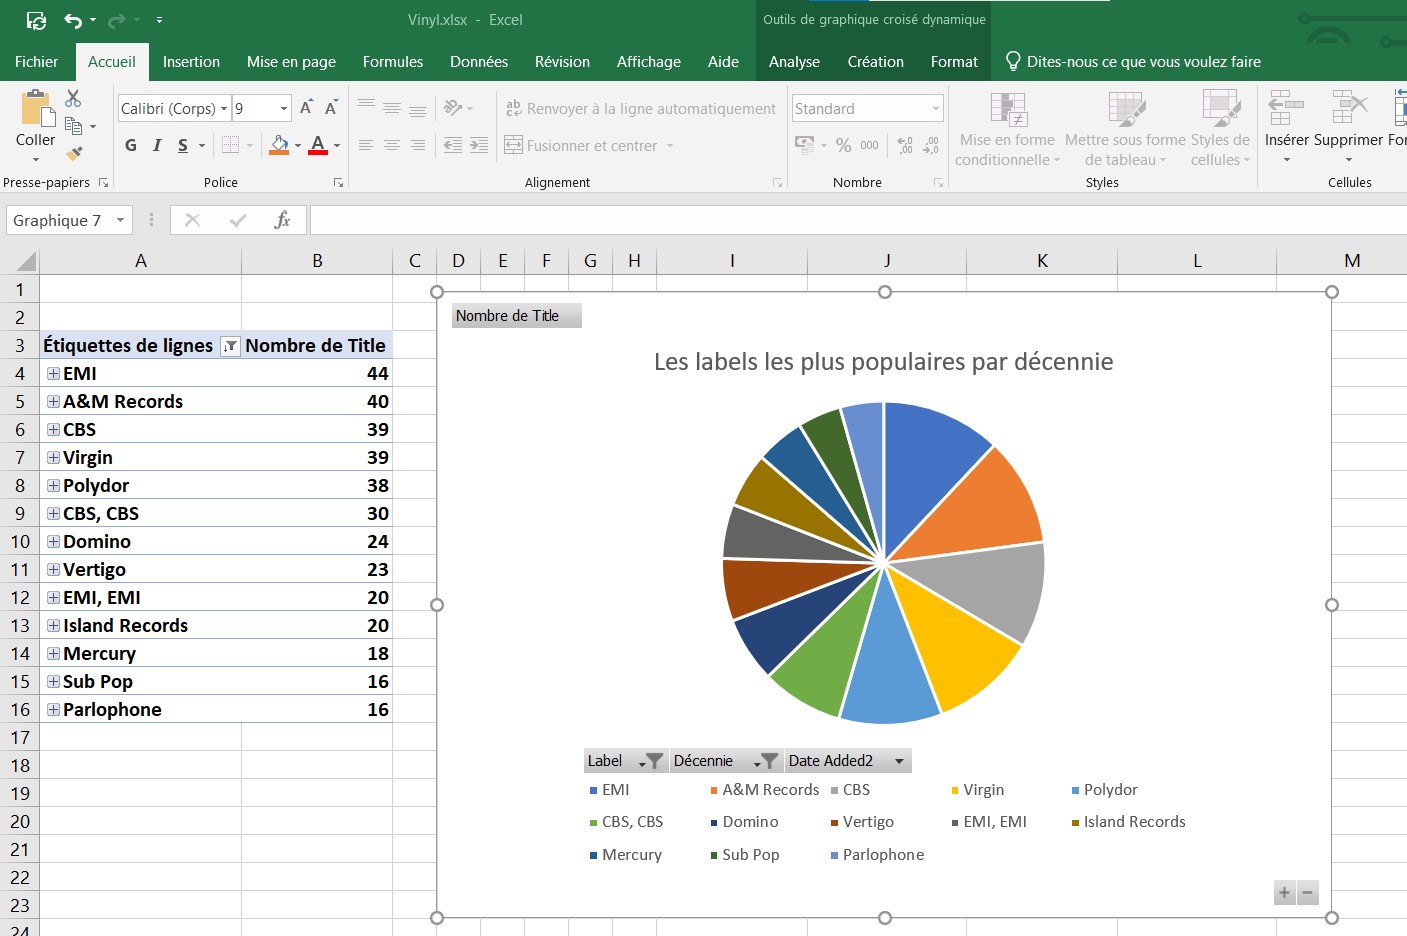 Vinyl.xlsx - Excel
Outils de graphique croisé dynamique
Fichier Accueil Insertion Mise en page Formules Données Révision Affichage Aide Analyse Création Format Dites-nous ce que vous voulez faire
Coller
Calibri (Corps) 9
G I S
Renvoyer à la ligne automatiquement
Fusionner et centrer
Standard
% 000
Mise en forme conditionnelle
Mettre sous forme de tableau
Styles de cellules
Insérer Supprimer
Presse-papiers Police Alignement Nombre Styles Cellules
Graphique 7 fx
A B C D E F G H I J K L M
1
2
3 Étiquettes de lignes Nombre de Title
4 EMI 44
5 A&M Records 40
6 CBS 39
7 Virgin 39
8 Polydor 38
9 CBS, CBS 30
10 Domino 24
11 Vertigo 23
12 EMI, EMI 20
13 Island Records 20
14 Mercury 18
15 Sub Pop 16
16 Parlophone 16
17
18
19
20
21
22
23
24
Nombre de Title
Les labels les plus populaires par décennie
Label Décennie Date Added2
EMI A&M Records CBS Virgin Polydor
CBS, CBS Domino Vertigo EMI, EMI Island Records
Mercury Sub Pop Parlophone
+ −